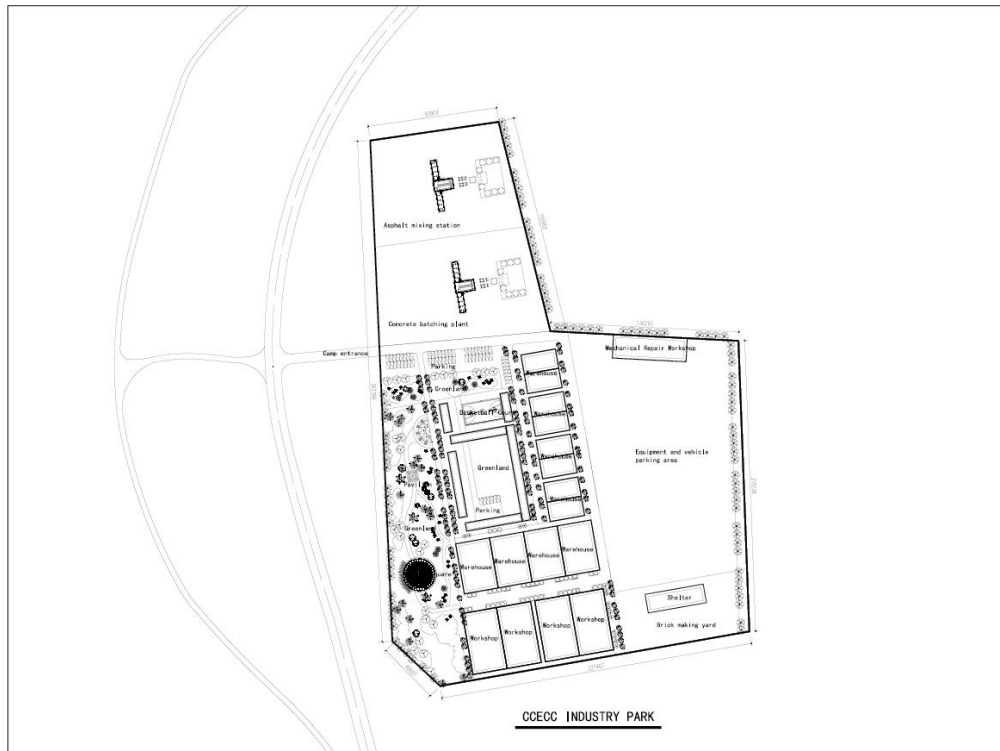 Asphalt mixing station
Concrete batching plant
Camp entrance
Parking
Mechanical Repair Workshop
Warehouse
Greenland
Basketball Court
Warehouse
Equipment and vehicle
parking area
Warehouse
Greenland
Warehouse
Parking
Greenland
Warehouse
Warehouse
Warehouse
Warehouse
Shelter
Brick making yard
Workshop
Workshop
Workshop
Workshop
CCECC INDUSTRY PARK